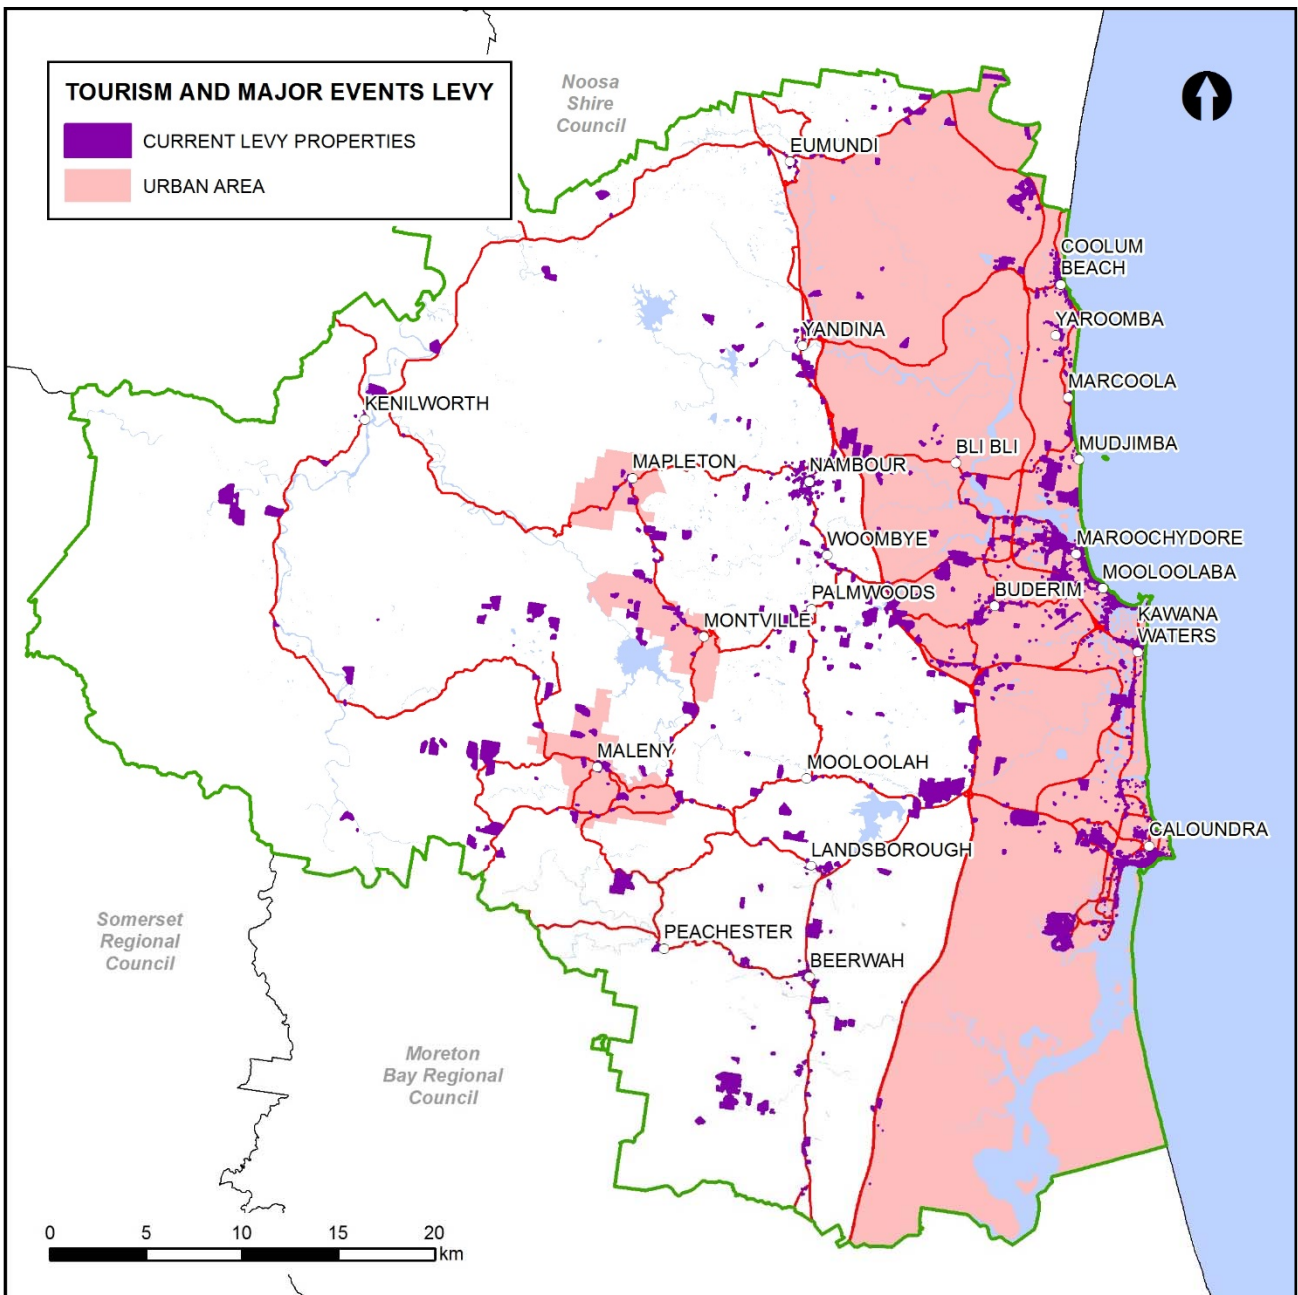 TOURISM AND MAJOR EVENTS LEVY
CURRENT LEVY PROPERTIES
URBAN AREA
Noosa
Shire
Council
EUMUNDI
COOLUM
BEACH
YAROOMBA
YANDINA
MARCOOLA
KENILWORTH
MUDJIMBA
BLI BLI
MAPLETON
NAMBOUR
WOOMBYE
MAROOCHYDORE
MOOLOOLABA
PALMWOODS
BUDERIM
KAWANA
WATERS
MONTVILLE
MALENY
MOOLOOLAH
CALOUNDRA
LANDSBOROUGH
Somerset
Regional
Council
PEACHESTER
BEERWAH
Moreton
Bay Regional
Council
0 5 10 15 20
km